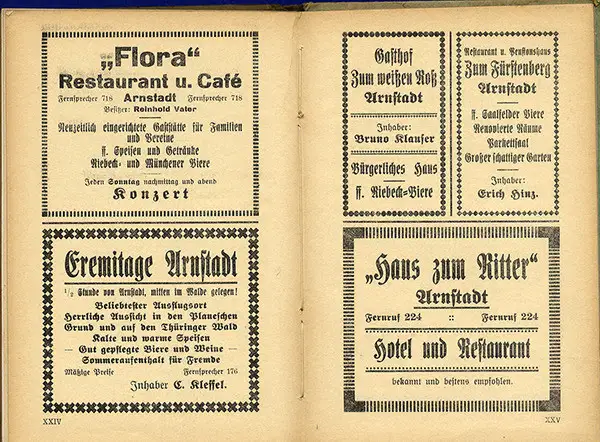 „Flora“
Restaurant u. Café
Fernsprecher 718 Arnstadt Fernsprecher 718
Besitzer: Reinhold Vater
Neuzeitlich eingerichtete Gaststätte für Familien
und Vereine
ff. Speisen und Getränke
Riebeck- und Münchener Biere
Jeden Sonntag nachmittag und abend
Konzert
Eremitage Arnstadt
1/2 Stunde von Arnstadt, mitten im Walde gelegen!
Beliebtester Ausflugsort
Herrliche Aussicht in den Planeschen
Grund und auf den Thüringer Wald
Kalte und warme Speisen
— Gut gepflegte Biere und Weine —
— Sommeraufenthalt für Fremde
Mäßige Preise Fernsprecher 176
Inhaber C. Kleffel.
XXIV
Gasthof
Zum weißen Roß
Arnstadt
Inhaber:
Bruno Klauser
Bürgerliches Haus
ff. Riebeck-Biere
Restaurant u. Pensionshaus
Zum Fürstenberg
Arnstadt
ff. Saalfelder Biere
Renovierte Räume
Parkettsaal
Großer schattiger Garten
Inhaber:
Erich Hinz.
„Haus zum Ritter“
Arnstadt
Fernruf 224 :: Fernruf 224
Hotel und Restaurant
bekannt und bestens empfohlen.
XXV